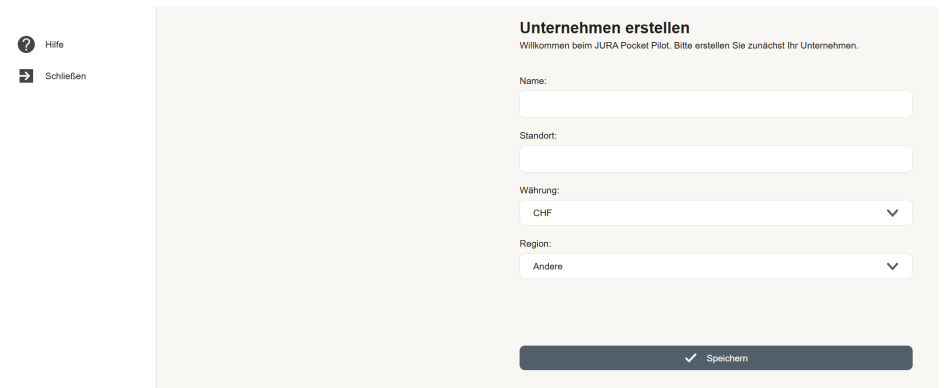 Hilfe
Schließen
Unternehmen erstellen
Willkommen beim JURA Pocket Pilot. Bitte erstellen Sie zunächst Ihr Unternehmen.
Name:
Standort:
Währung:
CHF
Region:
Andere
Speichern